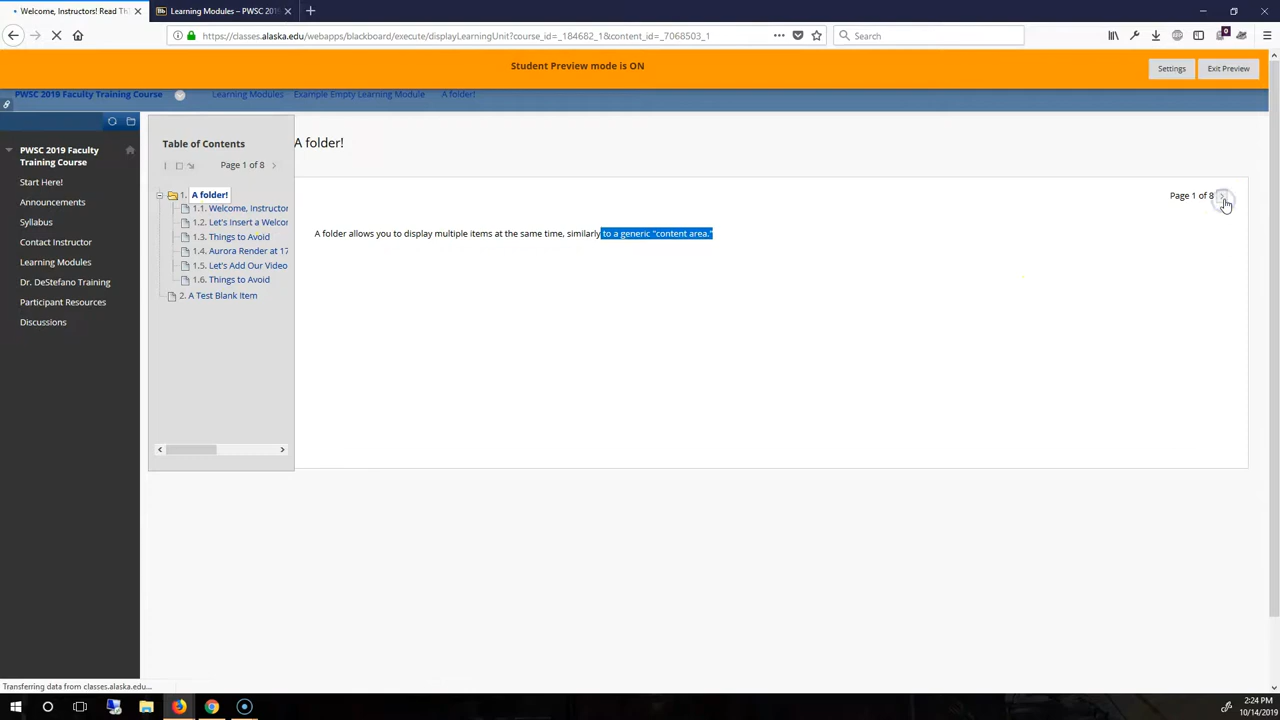 Welcome, Instructors! Read Th
Learning Modules – PWSC 2019
https://classes.alaska.edu/webapps/blackboard/execute/displayLearningUnit?course_id=_184682_1&content_id=_7068503_1
Search
0
Student Preview mode is ON
Settings
Exit Preview
PWSC 2019 Faculty Training Course
Learning Modules
Example Empty Learning Module
A folder!
PWSC 2019 Faculty
Training Course
Start Here!
Announcements
Syllabus
Contact Instructor
Learning Modules
Dr. DeStefano Training
Participant Resources
Discussions
Table of Contents
Page 1 of 8
1. A folder!
1.1. Welcome, Instructor
1.2. Let's Insert a Welcor
1.3. Things to Avoid
1.4. Aurora Render at 17
1.5. Let's Add Our Video
1.6. Things to Avoid
2. A Test Blank Item
A folder!
Page 1 of 8
A folder allows you to display multiple items at the same time, similarly to a generic "content area."
Transferring data from classes.alaska.edu...
2:24 PM
10/14/2019